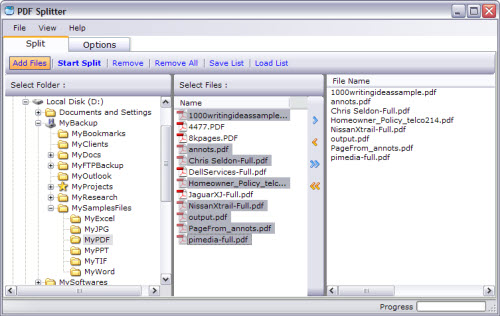 PDF Splitter
File View Help
Split Options
Add Files Start Split Remove Remove All Save List Load List
Select Folder :
Local Disk (D:)
Documents and Settings
MyBackup
MyBookmarks
MyClients
MyDocs
MyFTPBackup
MyOutlook
MyProjects
MyResearch
MySamplesFiles
MyExcel
MyJPG
MyPDF
MyPPT
MyTIF
MyWord
MySoftwares
Select Files :
Name
1000writingideassample...
4477.PDF
8kpages.PDF
annots.pdf
Chris Seldon-Full.pdf
DellServices-Full.pdf
Homeowner_Policy_telc...
JaguarXJ-Full.pdf
NissanXtrail-Full.pdf
output.pdf
PageFrom_annots.pdf
pimedia-full.pdf
File Name
1000writingideassample.pdf
annots.pdf
Chris Seldon-Full.pdf
Homeowner_Policy_telco214.pdf
NissanXtrail-Full.pdf
output.pdf
PageFrom_annots.pdf
pimedia-full.pdf
Progress